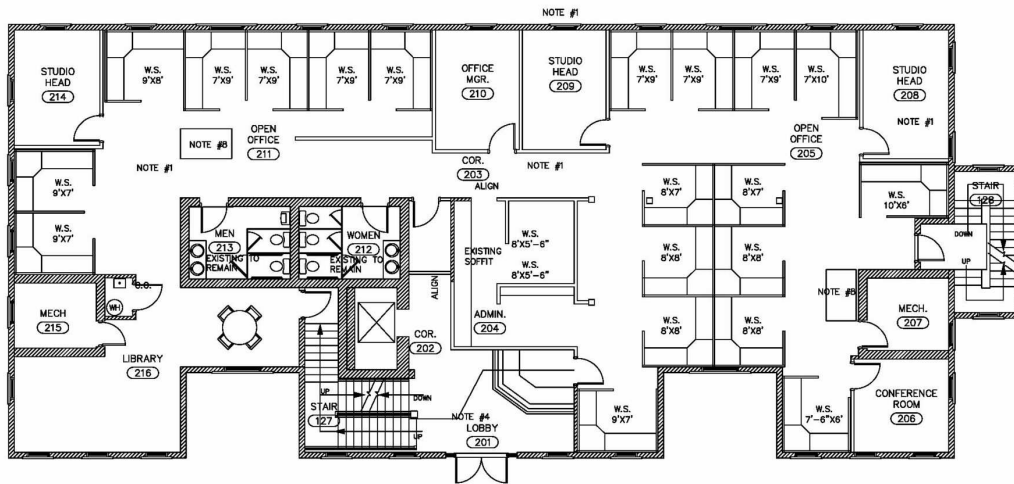 NOTE #1
STUDIO
HEAD
214
W.S.
9'X8'
W.S.
7'X9'
W.S.
7'X9'
W.S.
7'X9'
W.S.
7'X9'
OFFICE
MGR.
210
STUDIO
HEAD
209
W.S.
7'X9'
W.S.
7'X9'
W.S.
7'X9'
W.S.
7'X10'
STUDIO
HEAD
208
NOTE #1
NOTE #8
OPEN
OFFICE
211
OPEN
OFFICE
205
NOTE #1
COR.
203
NOTE #1
ALIGN
W.S.
9'X7'
W.S.
9'X7'
W.S.
8'X7'
W.S.
8'X7'
W.S.
10'X6'
STAIR
128
DOWN
UP
MEN
213
EXISTING TO
REMAIN
WOMEN
212
EXISTING TO
REMAIN
EXISTING
SOFFIT
W.S.
8'X5'-6"
W.S.
8'X5'-6"
W.S.
8'X8'
W.S.
8'X8'
ALIGN
NOTE #8
MECH
215
WH
ADMIN.
204
W.S.
8'X8'
W.S.
8'X8'
MECH.
207
COR.
202
LIBRARY
216
UP
DOWN
STAIR
127
UP
NOTE #4
LOBBY
201
W.S.
9'X7'
W.S.
7'-6"X6'
CONFERENCE
ROOM
206